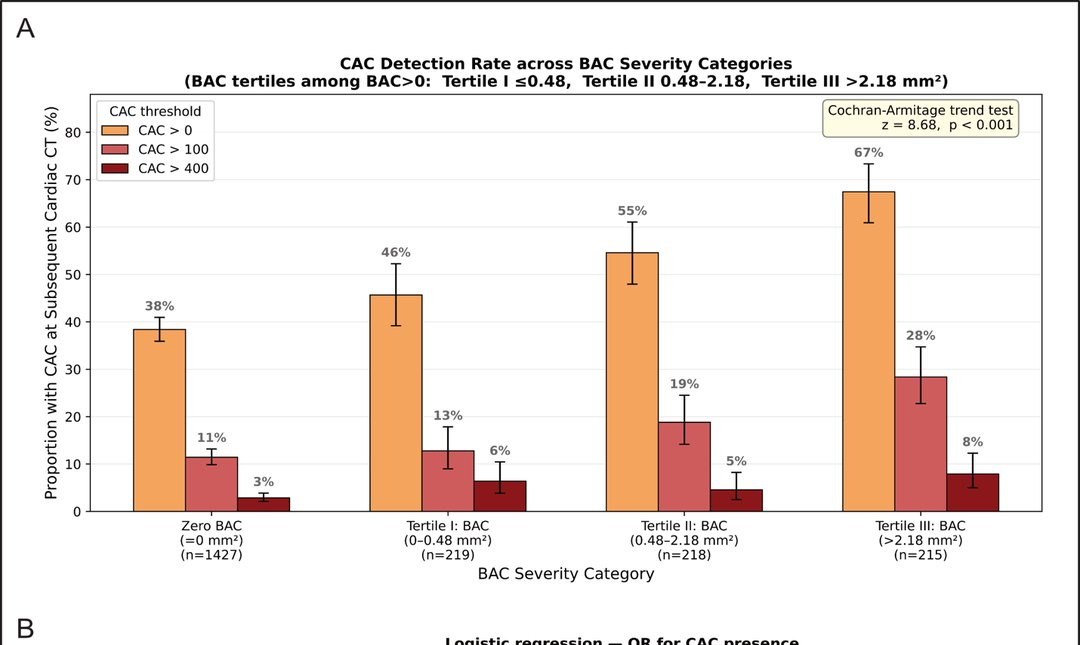 A
CAC Detection Rate across BAC Severity Categories
(BAC tertiles among BAC>0:  Tertile I ≤0.48,  Tertile II 0.48–2.18,  Tertile III >2.18 mm²)
CAC threshold
CAC > 0
CAC > 100
CAC > 400
Cochran-Armitage trend test
z = 8.68,  p < 0.001
Proportion with CAC at Subsequent Cardiac CT (%)
80
70
60
50
40
30
20
10
0
38%
11%
3%
46%
13%
6%
55%
19%
5%
67%
28%
8%
Zero BAC
(=0 mm²)
(n=1427)
Tertile I: BAC
(0–0.48 mm²)
(n=219)
Tertile II: BAC
(0.48–2.18 mm²)
(n=218)
Tertile III: BAC
(>2.18 mm²)
(n=215)
BAC Severity Category
B
Logistic regression — OR for CAC presence